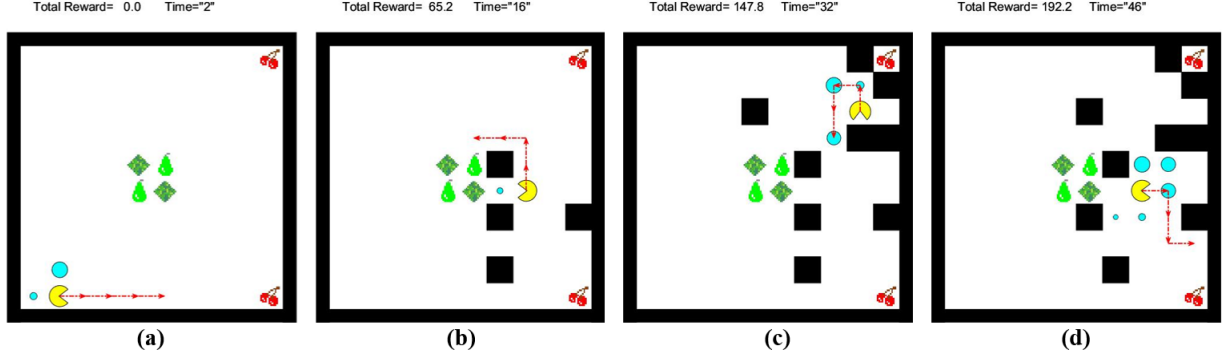 Total Reward= 0.0 Time="2"
Total Reward= 65.2 Time="16"
Total Reward= 147.8 Time="32"
Total Reward= 192.2 Time="46"
(a)
(b)
(c)
(d)